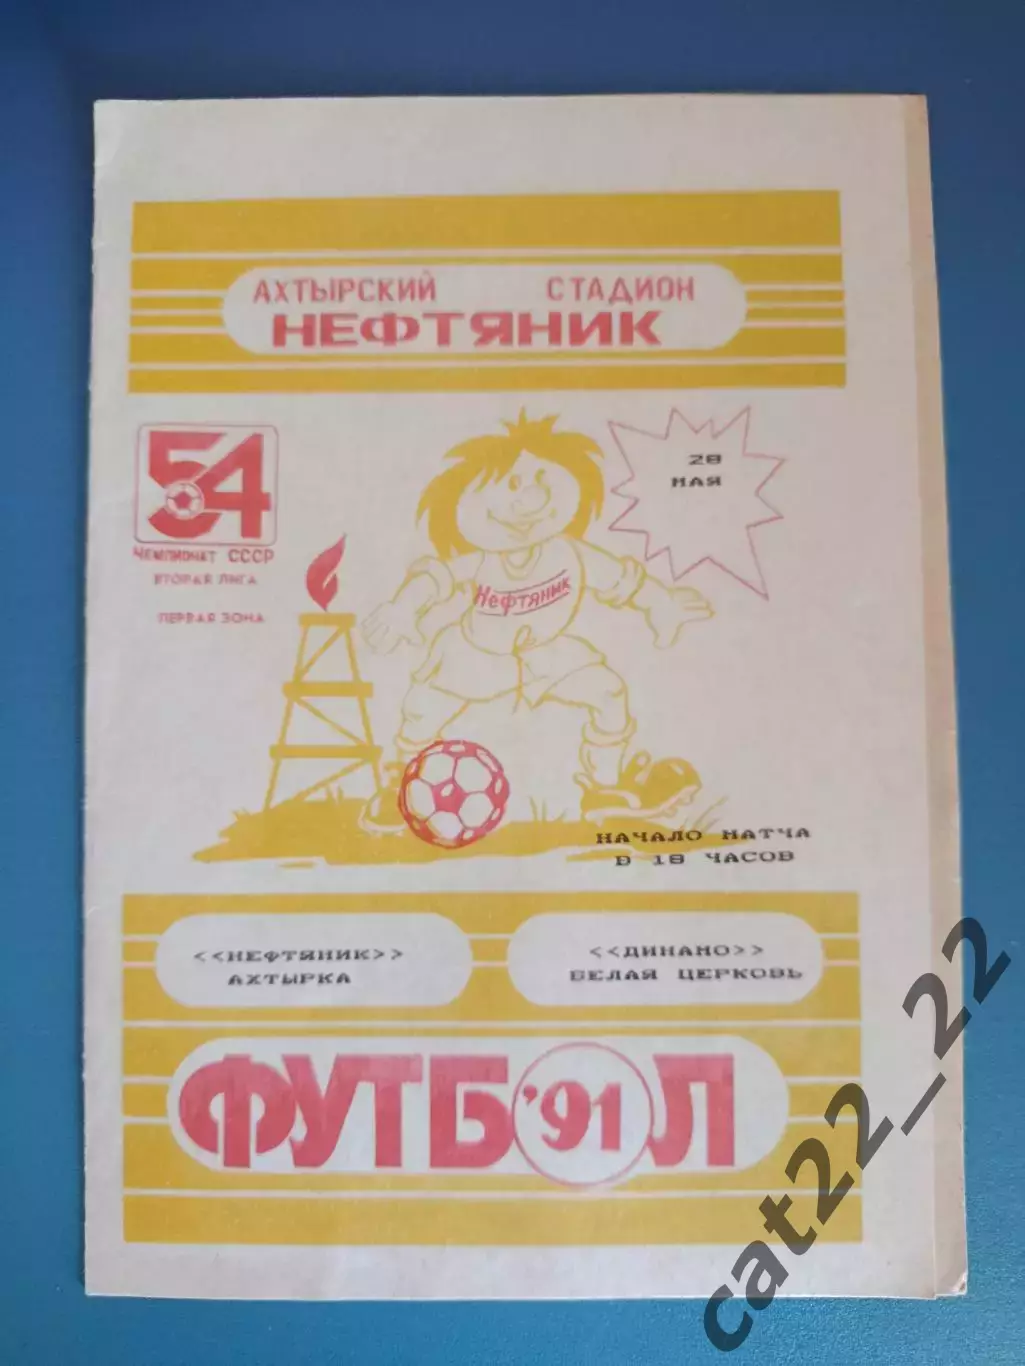 АХТЫРСКИЙ СТАДИОН
НЕФТЯНИК
54
ЧЕМПИОНАТ СССР
ВТОРАЯ ЛИГА
ПЕРВАЯ ЗОНА
28
МАЯ
Нефтяник
НАЧАЛО МАТЧА
В 18 ЧАСОВ
<<НЕФТЯНИК>>
АХТЫРКА
<<ДИНАМО>>
БЕЛАЯ ЦЕРКОВЬ
ФУТБ'91Л
cat22_22